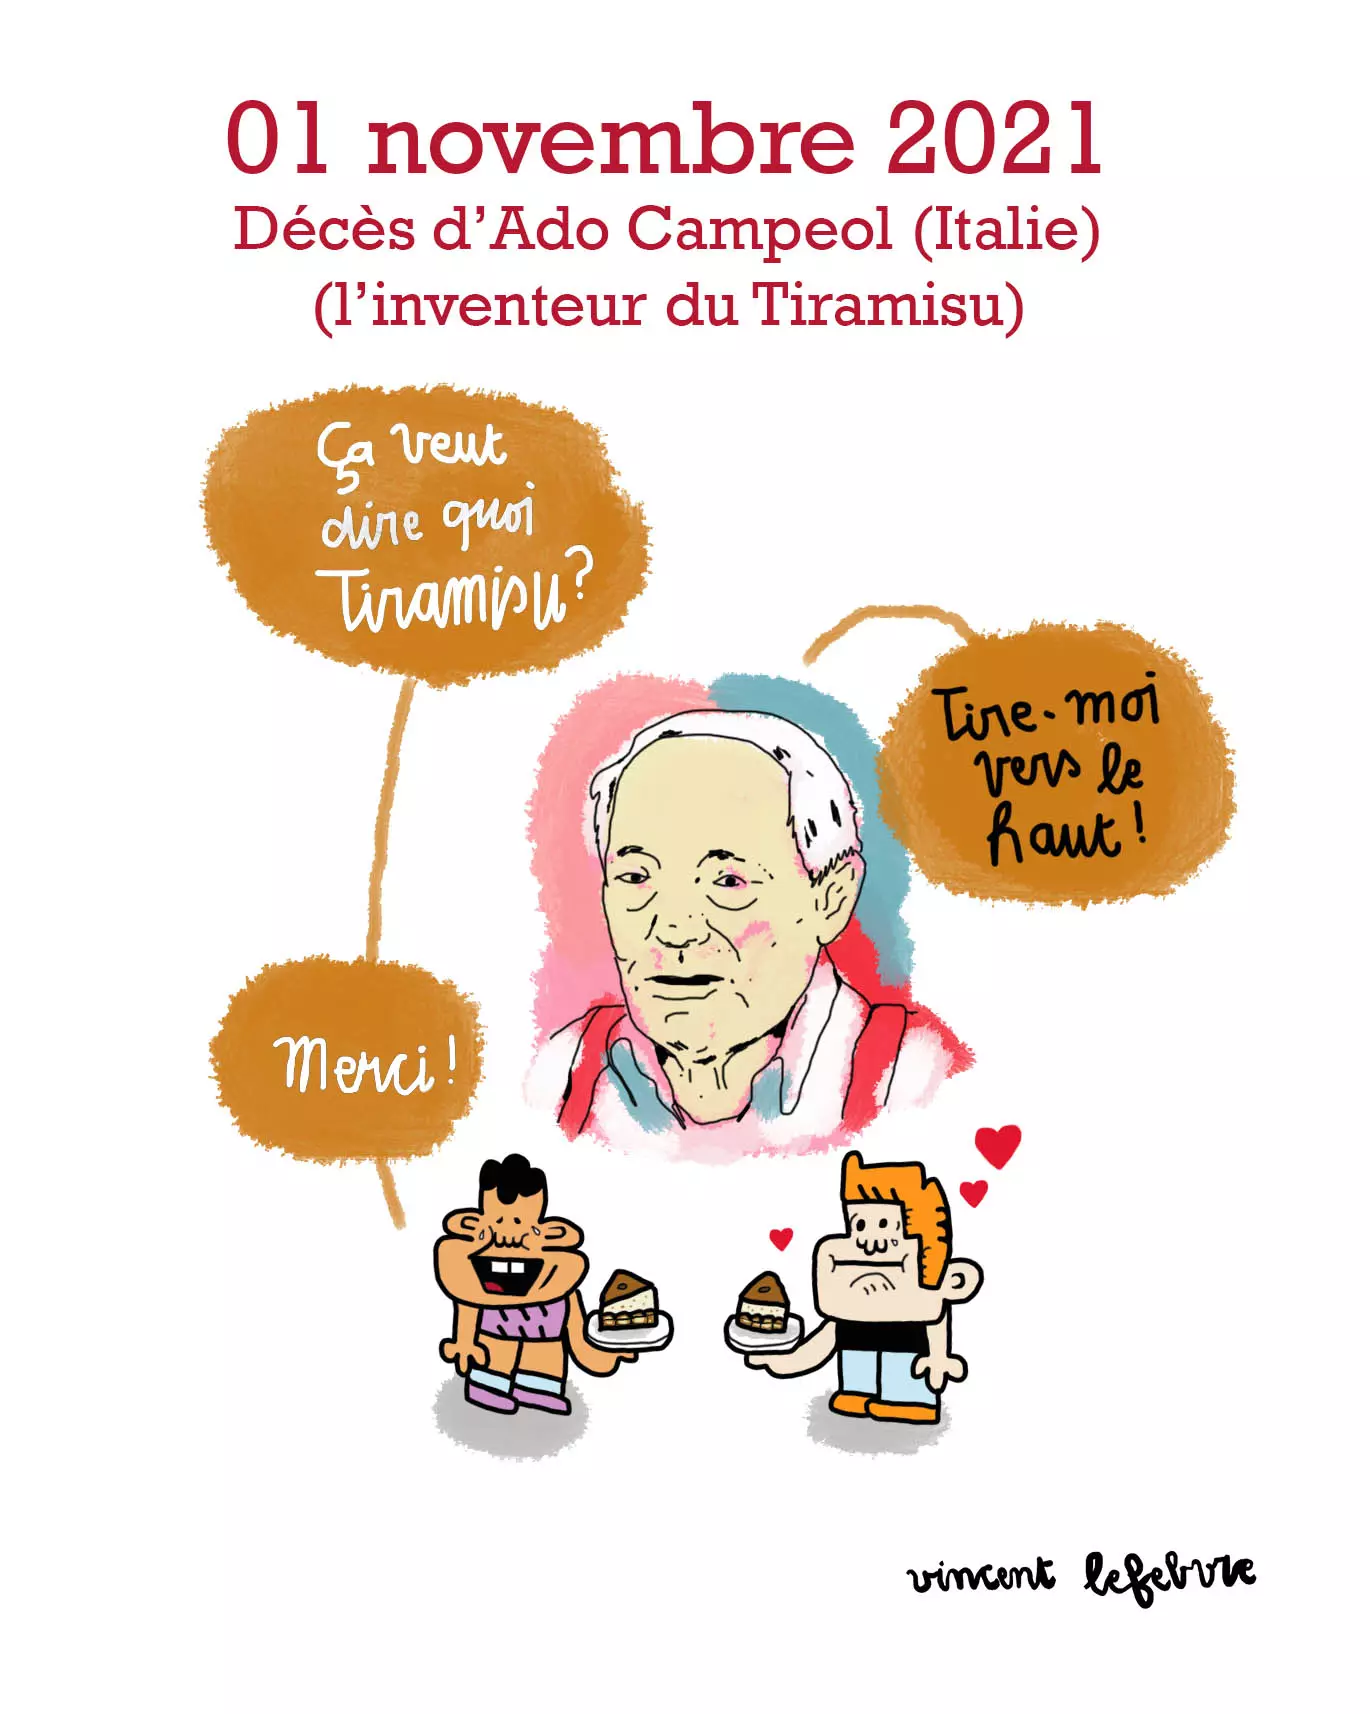 01 novembre 2021
Décès d’Ado Campeol (Italie)
(l’inventeur du Tiramisu)
Ça veut
dire quoi
Tiramisu?
Tire-moi
vers le
haut!
Merci!
vincent lefebvre